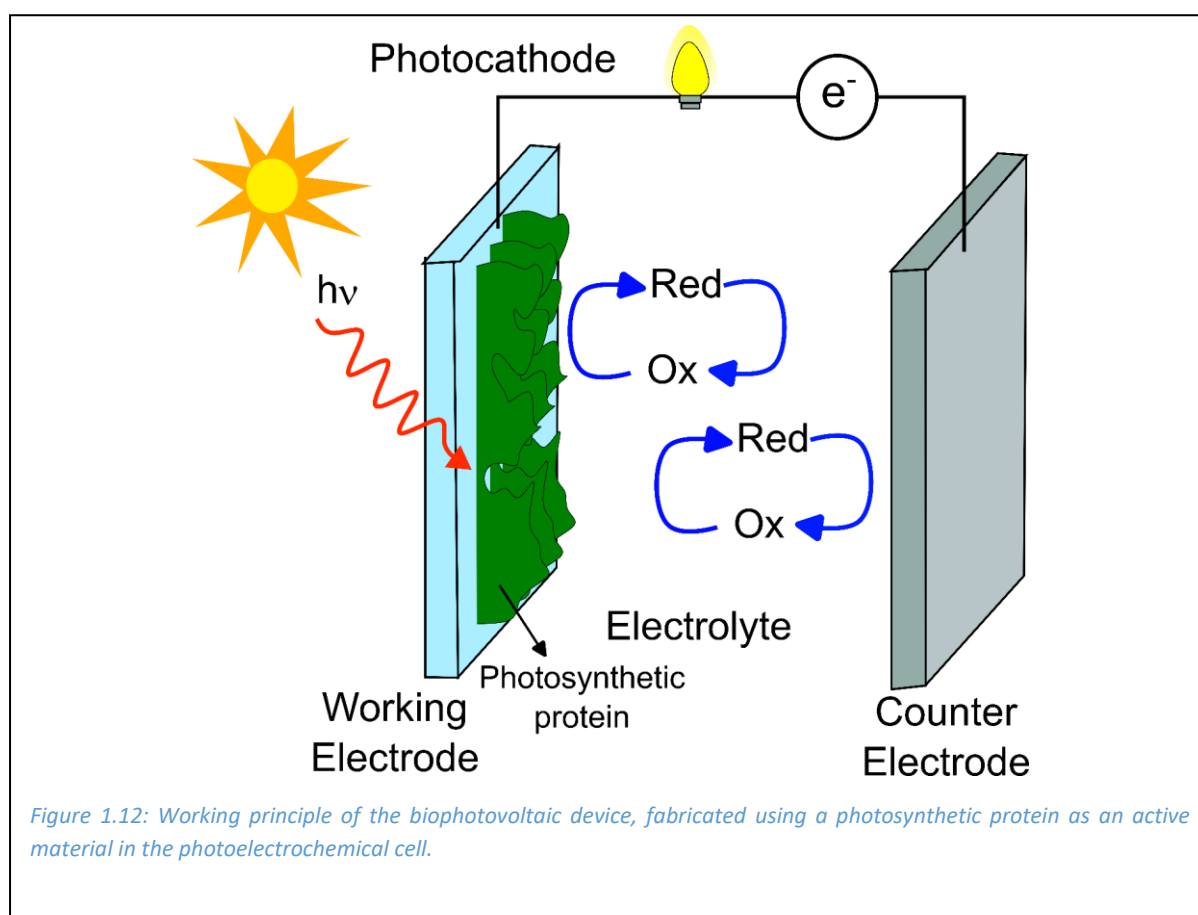 Photocathode
e⁻
hν
Red
Ox
Red
Ox
Electrolyte
Photosynthetic
protein
Working
Electrode
Counter
Electrode
Figure 1.12: Working principle of the biophotovoltaic device, fabricated using a photosynthetic protein as an active
material in the photoelectrochemical cell.